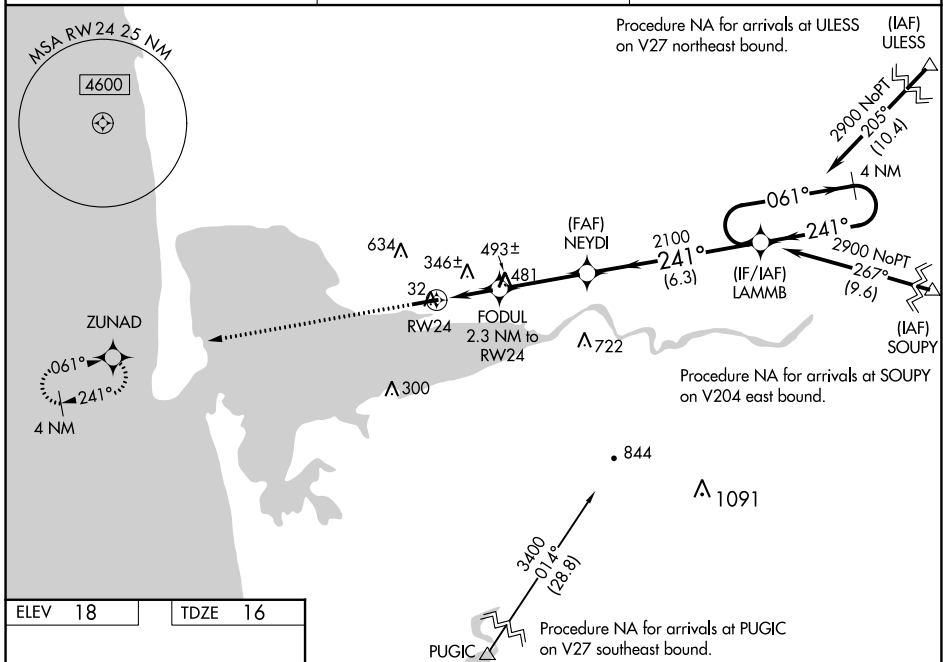 MSA RW24 25 NM
4600
Procedure NA for arrivals at ULESS
on V27 northeast bound.
(IAF)
ULESS
2900 NoPT
205°
(10.4)
4 NM
061°
241°
(FAF)
NEYDI
2100
241°
(6.3)
(IF/IAF)
LAMMB
2900 NoPT
267°
(9.6)
(IAF)
SOUPY
634
346±
493±
481
32
RW24
FODUL
2.3 NM to
RW24
ZUNAD
061°
241°
4 NM
722
300
Procedure NA for arrivals at SOUPY
on V204 east bound.
844
1091
3400
014°
(28.8)
ELEV 18
TDZE 16
PUGIC
Procedure NA for arrivals at PUGIC
on V27 southeast bound.